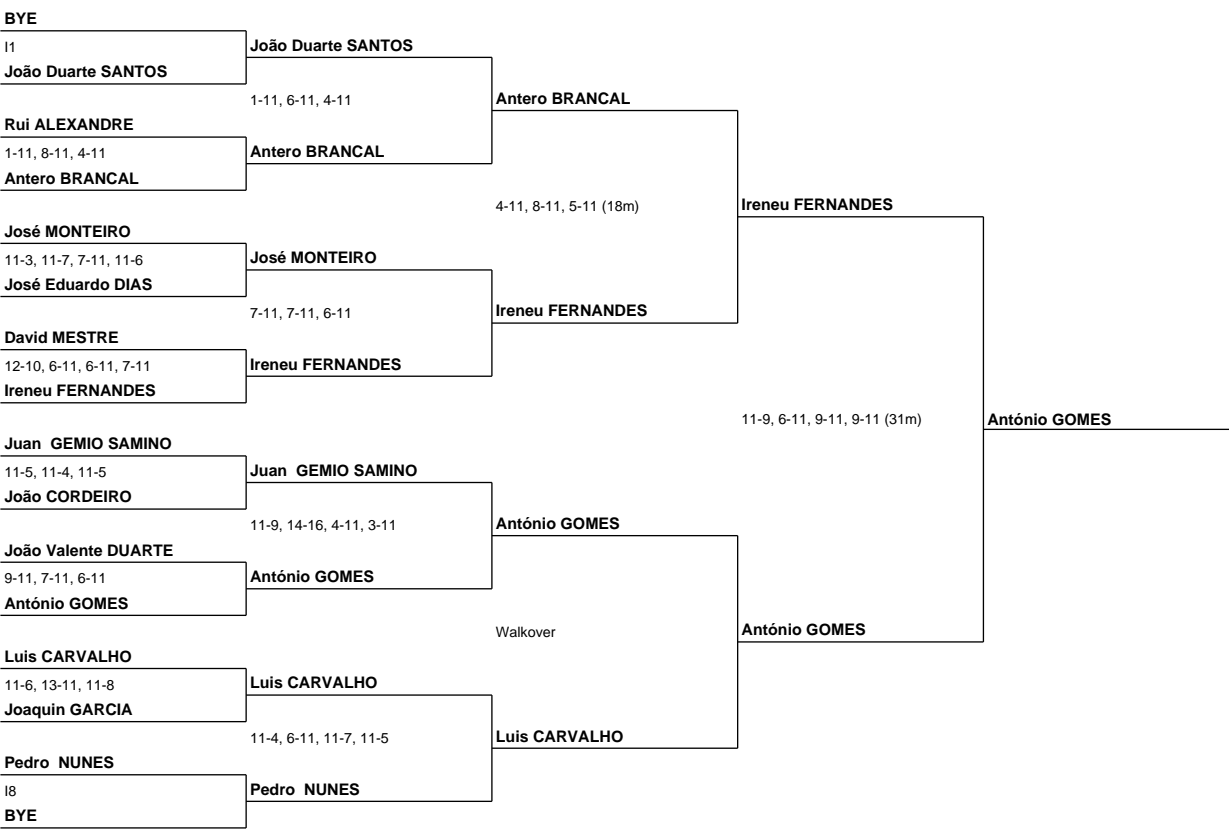 BYE
I1
João Duarte SANTOS
João Duarte SANTOS
1-11, 6-11, 4-11
Antero BRANCAL
Rui ALEXANDRE
1-11, 8-11, 4-11
Antero BRANCAL
Antero BRANCAL
4-11, 8-11, 5-11 (18m)
Ireneu FERNANDES
José MONTEIRO
11-3, 11-7, 7-11, 11-6
José MONTEIRO
José Eduardo DIAS
7-11, 7-11, 6-11
Ireneu FERNANDES
David MESTRE
12-10, 6-11, 6-11, 7-11
Ireneu FERNANDES
Ireneu FERNANDES
11-9, 6-11, 9-11, 9-11 (31m)
António GOMES
Juan  GEMIO SAMINO
11-5, 11-4, 11-5
Juan  GEMIO SAMINO
João CORDEIRO
11-9, 14-16, 4-11, 3-11
António GOMES
João Valente DUARTE
9-11, 7-11, 6-11
António GOMES
António GOMES
Walkover
António GOMES
Luis CARVALHO
11-6, 13-11, 11-8
Luis CARVALHO
Joaquin GARCIA
11-4, 6-11, 11-7, 11-5
Luis CARVALHO
Pedro  NUNES
I8
Pedro  NUNES
BYE